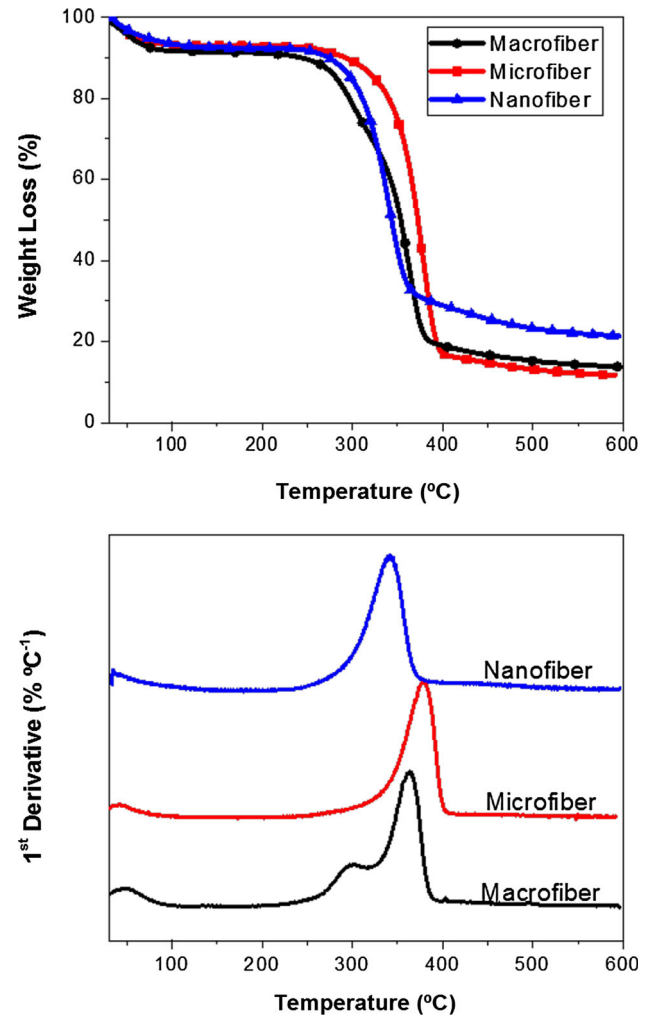 Weight Loss (%)
100
80
60
40
20
0
Macrofiber
Microfiber
Nanofiber
100 200 300 400 500 600
Temperature (ºC)
1st Derivative (% ºC-1)
Nanofiber
Microfiber
Macrofiber
100 200 300 400 500 600
Temperature (ºC)